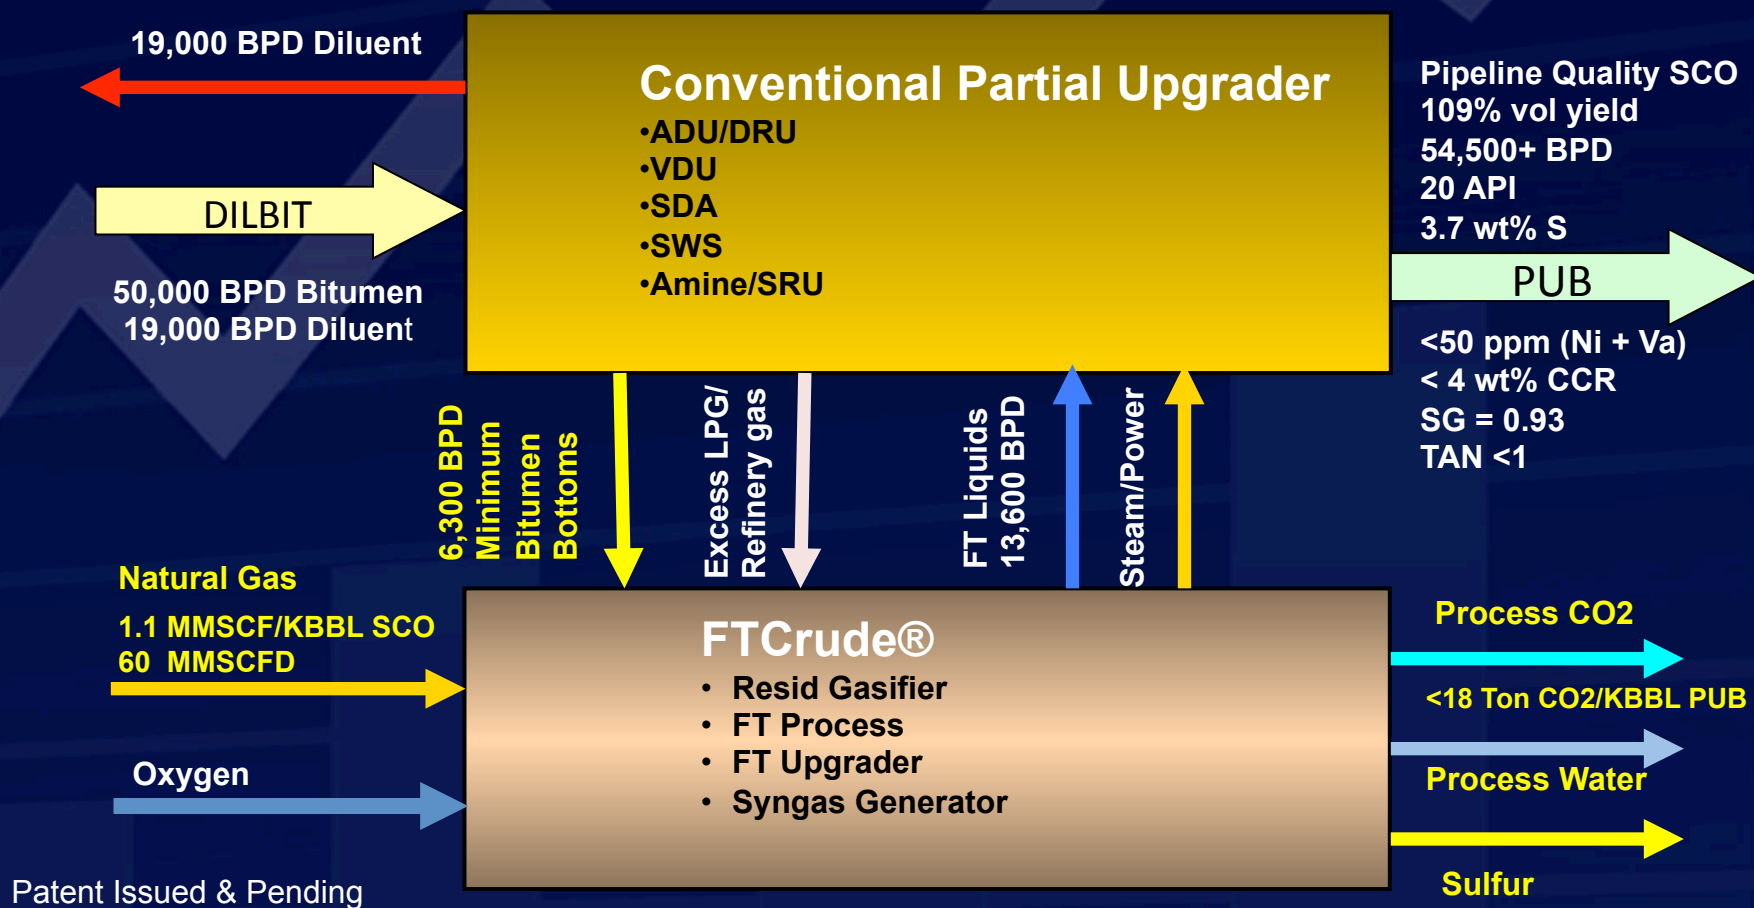 19,000 BPD Diluent
DILBIT
50,000 BPD Bitumen
19,000 BPD Diluent
Conventional Partial Upgrader
•ADU/DRU
•VDU
•SDA
•SWS
•Amine/SRU
Pipeline Quality SCO
109% vol yield
54,500+ BPD
20 API
3.7 wt% S
PUB
<50 ppm (Ni + Va)
< 4 wt% CCR
SG = 0.93
TAN <1
6,300 BPD
Minimum
Bitumen
Bottoms
Excess LPG/
Refinery gas
FT Liquids
13,600 BPD
Steam/Power
Natural Gas
1.1 MMSCF/KBBL SCO
60 MMSCFD
Oxygen
FTCrude®
• Resid Gasifier
• FT Process
• FT Upgrader
• Syngas Generator
Process CO2
<18 Ton CO2/KBBL PUB
Process Water
Sulfur
Patent Issued & Pending